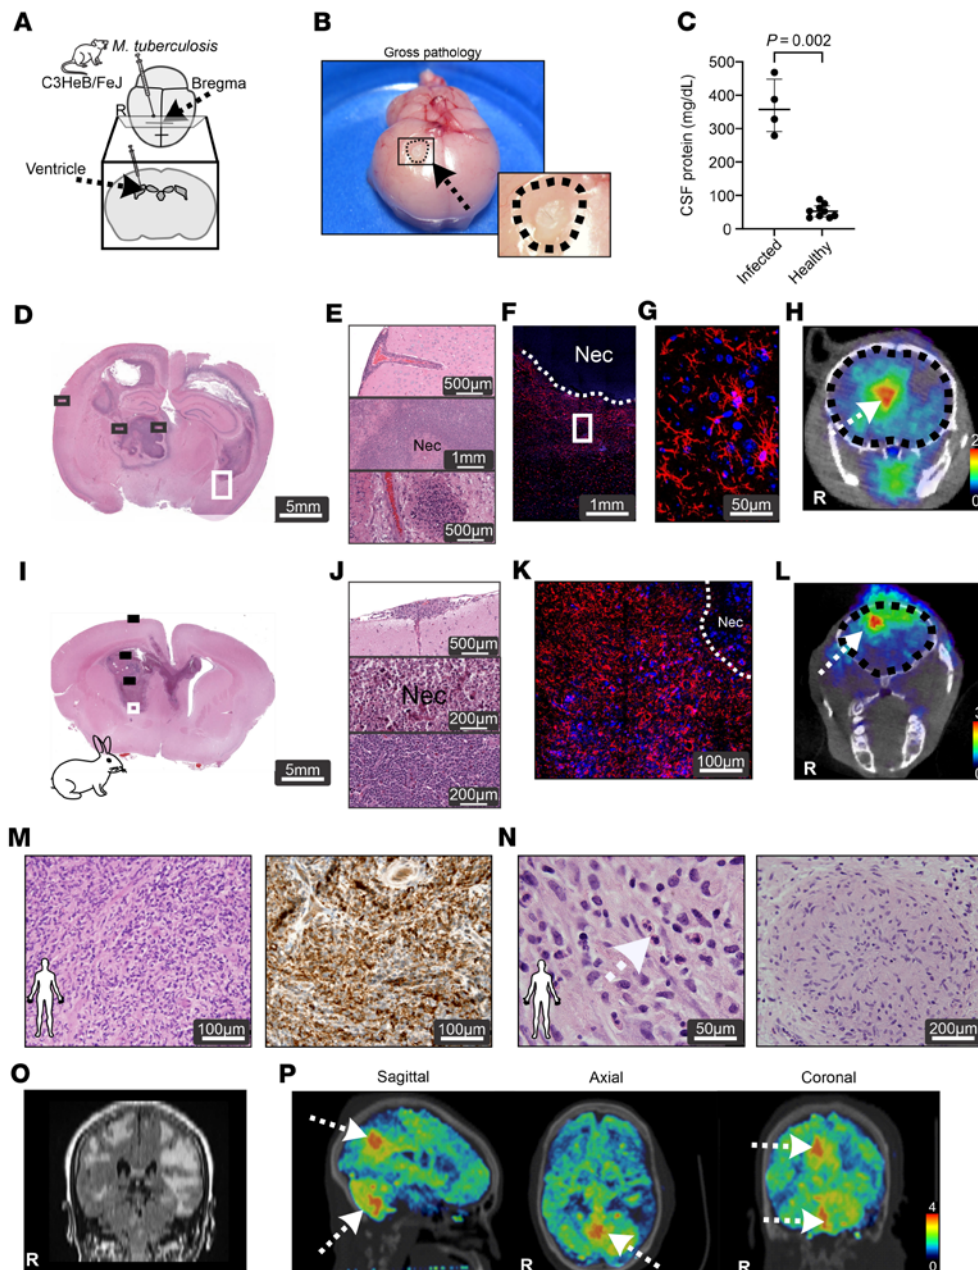 A
M. tuberculosis
C3HeB/FeJ
Bregma
R
Ventricle
B
Gross pathology
C
P = 0.002
500
400
300
200
100
0
CSF protein (mg/dL)
Infected
Healthy
D
5mm
E
500µm
Nec
1mm
500µm
F
Nec
1mm
G
50µm
H
2
0
R
I
5mm
J
500µm
Nec
200µm
200µm
K
Nec
100µm
L
R
M
100µm
100µm
N
50µm
200µm
O
R
P
Sagittal
Axial
Coronal
R
R
4
0